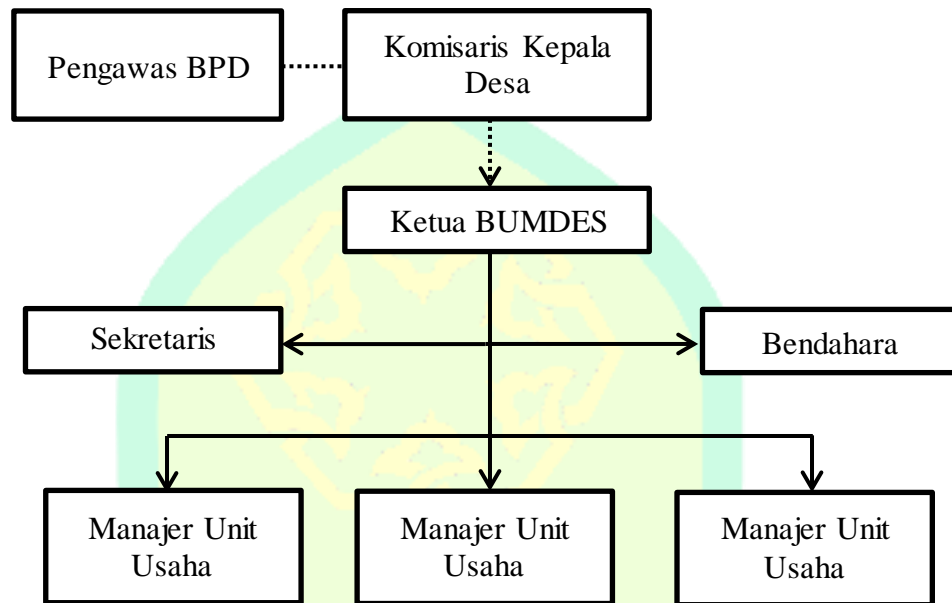 Pengawas BPD
Komisaris Kepala
Desa
Ketua BUMDES
Sekretaris
Bendahara
Manajer Unit
Usaha
Manajer Unit
Usaha
Manajer Unit
Usaha